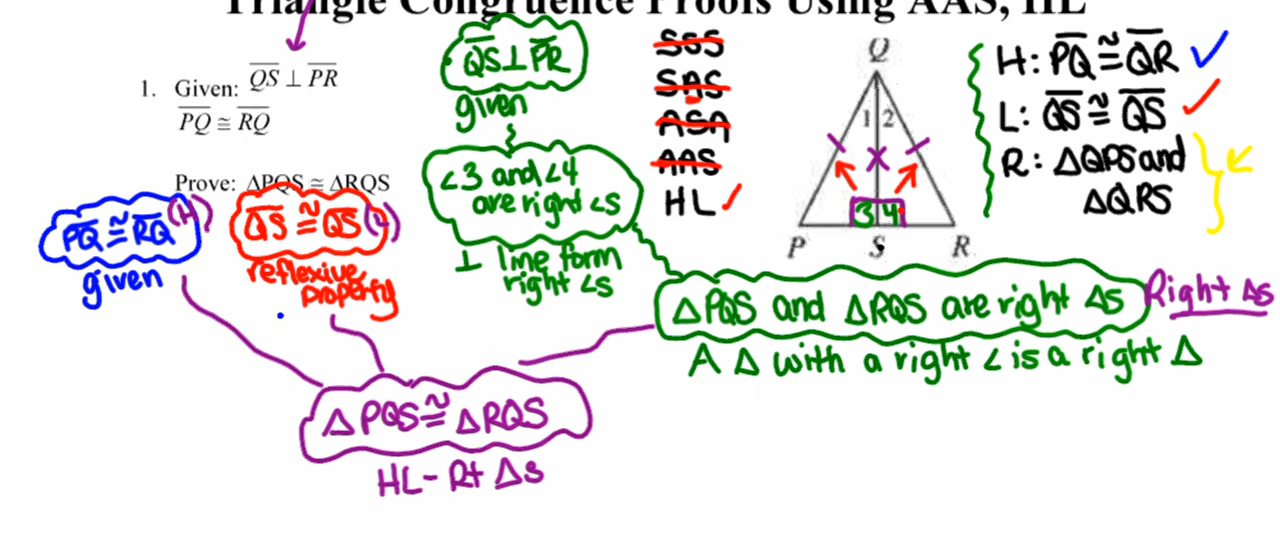 Triangle Congruence Proofs Using AAS, HL
1. Given: QS ⊥ PR
PQ ≅ RQ
Prove: ΔPQS ≅ ΔRQS
QS ⊥ PR
given
∠3 and ∠4
are right ∠s
⊥ line form
right ∠s
SSS
SAS
ASA
AAS
HL ✓
Q
1 2
3 4
P S R
H: PQ ≅ QR ✓
L: QS ≅ QS ✓
R: ΔQPS and
ΔQRS
PQ ≅ RQ (H)
given
QS ≅ QS (L)
reflexive
property
ΔPQS and ΔRQS are right Δs
Right Δs
A Δ with a right ∠ is a right Δ
ΔPQS ≅ ΔRQS
HL - Rt Δs